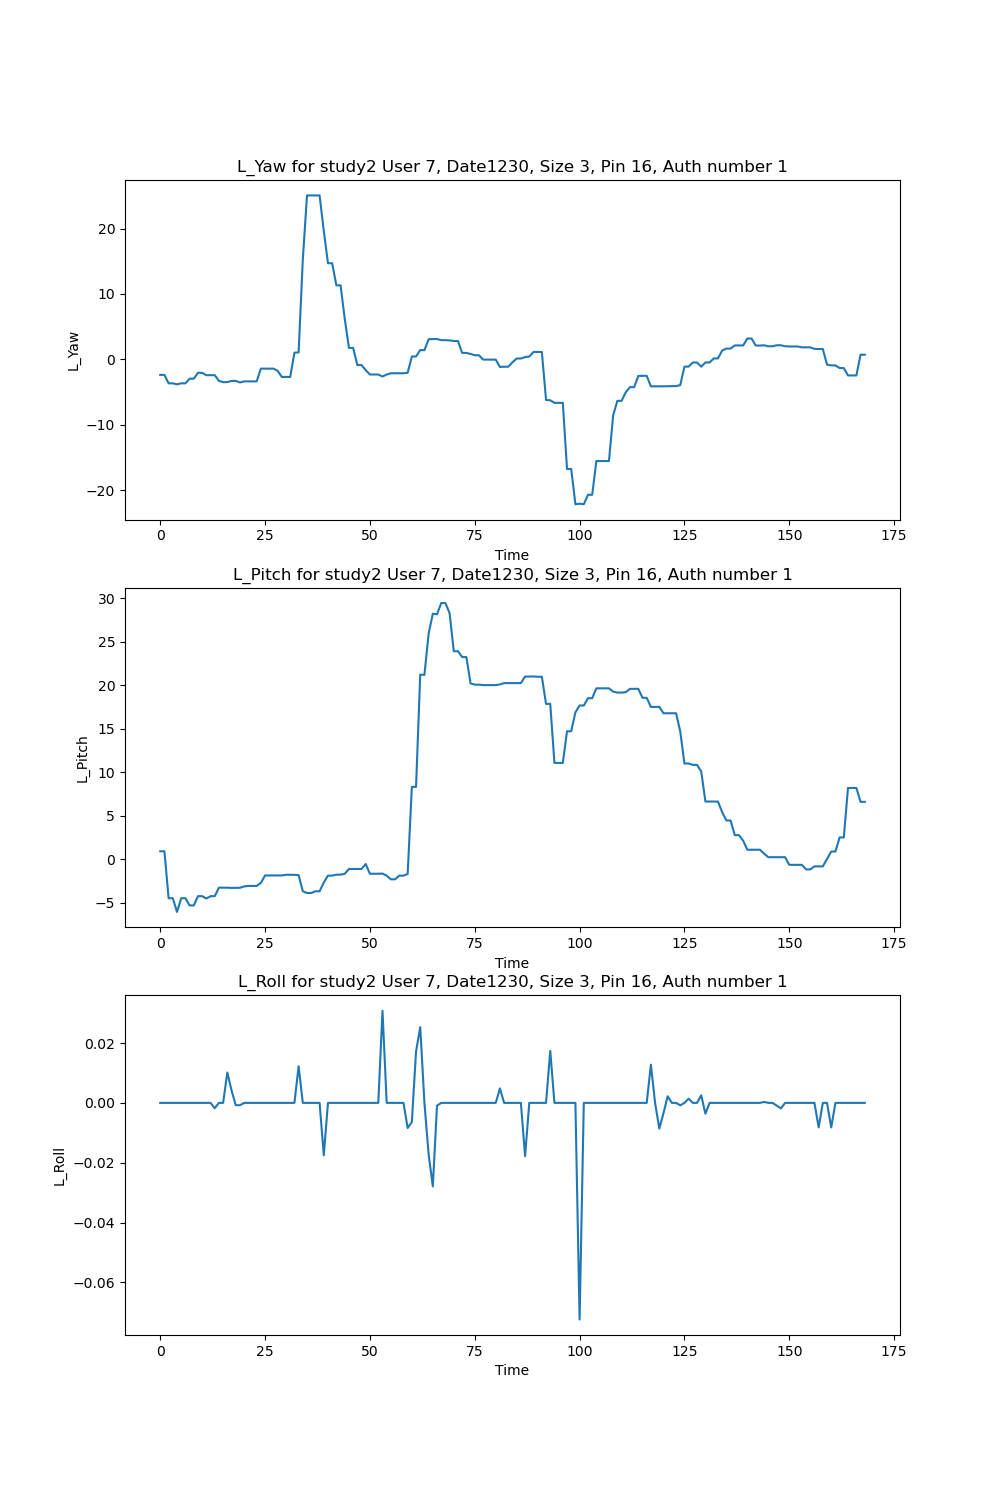 L_Yaw for study2 User 7, Date1230, Size 3, Pin 16, Auth number 1
20
10
0
−10
−20
L_Yaw
0 25 50 75 100 125 150 175
Time
L_Pitch for study2 User 7, Date1230, Size 3, Pin 16, Auth number 1
30
25
20
15
10
5
0
−5
L_Pitch
0 25 50 75 100 125 150 175
Time
L_Roll for study2 User 7, Date1230, Size 3, Pin 16, Auth number 1
0.02
0.00
−0.02
−0.04
−0.06
L_Roll
0 25 50 75 100 125 150 175
Time